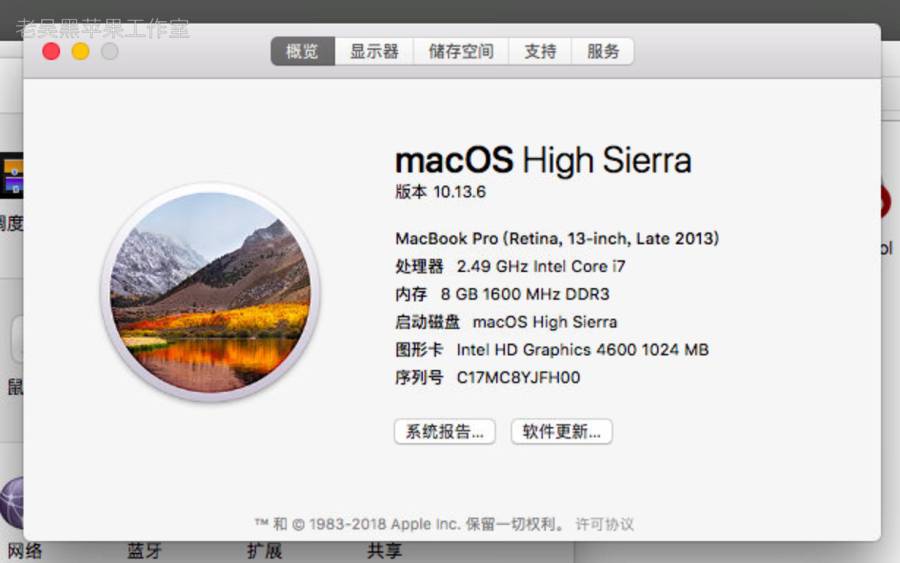 老吴黑苹果工作室
概览 显示器 储存空间 支持 服务
macOS High Sierra
版本 10.13.6
MacBook Pro (Retina, 13-inch, Late 2013)
处理器 2.49 GHz Intel Core i7
内存 8 GB 1600 MHz DDR3
启动磁盘 macOS High Sierra
图形卡 Intel HD Graphics 4600 1024 MB
序列号 C17MC8YJFH00
系统报告... 软件更新...
™ 和 © 1983-2018 Apple Inc. 保留一切权利。 许可协议
度
ol
鼠
网络 蓝牙 扩展 共享